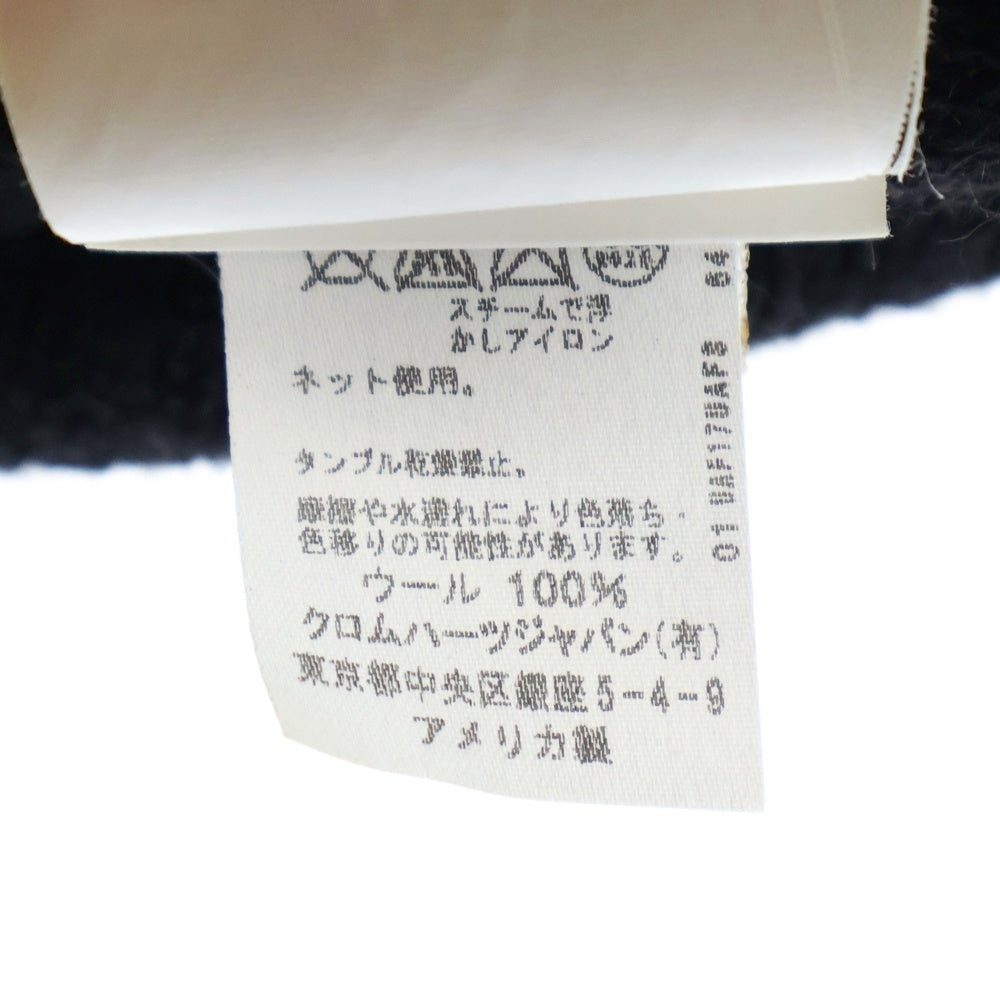 スチームで浮
かしアイロン
ネット使用。
タンブル乾燥禁止。
摩擦や水濡れにより色落ち・
色移りの可能性があります。
ウール 100%
クロムハーツジャパン(有)
東京都中央区銀座5-4-9
アメリカ製